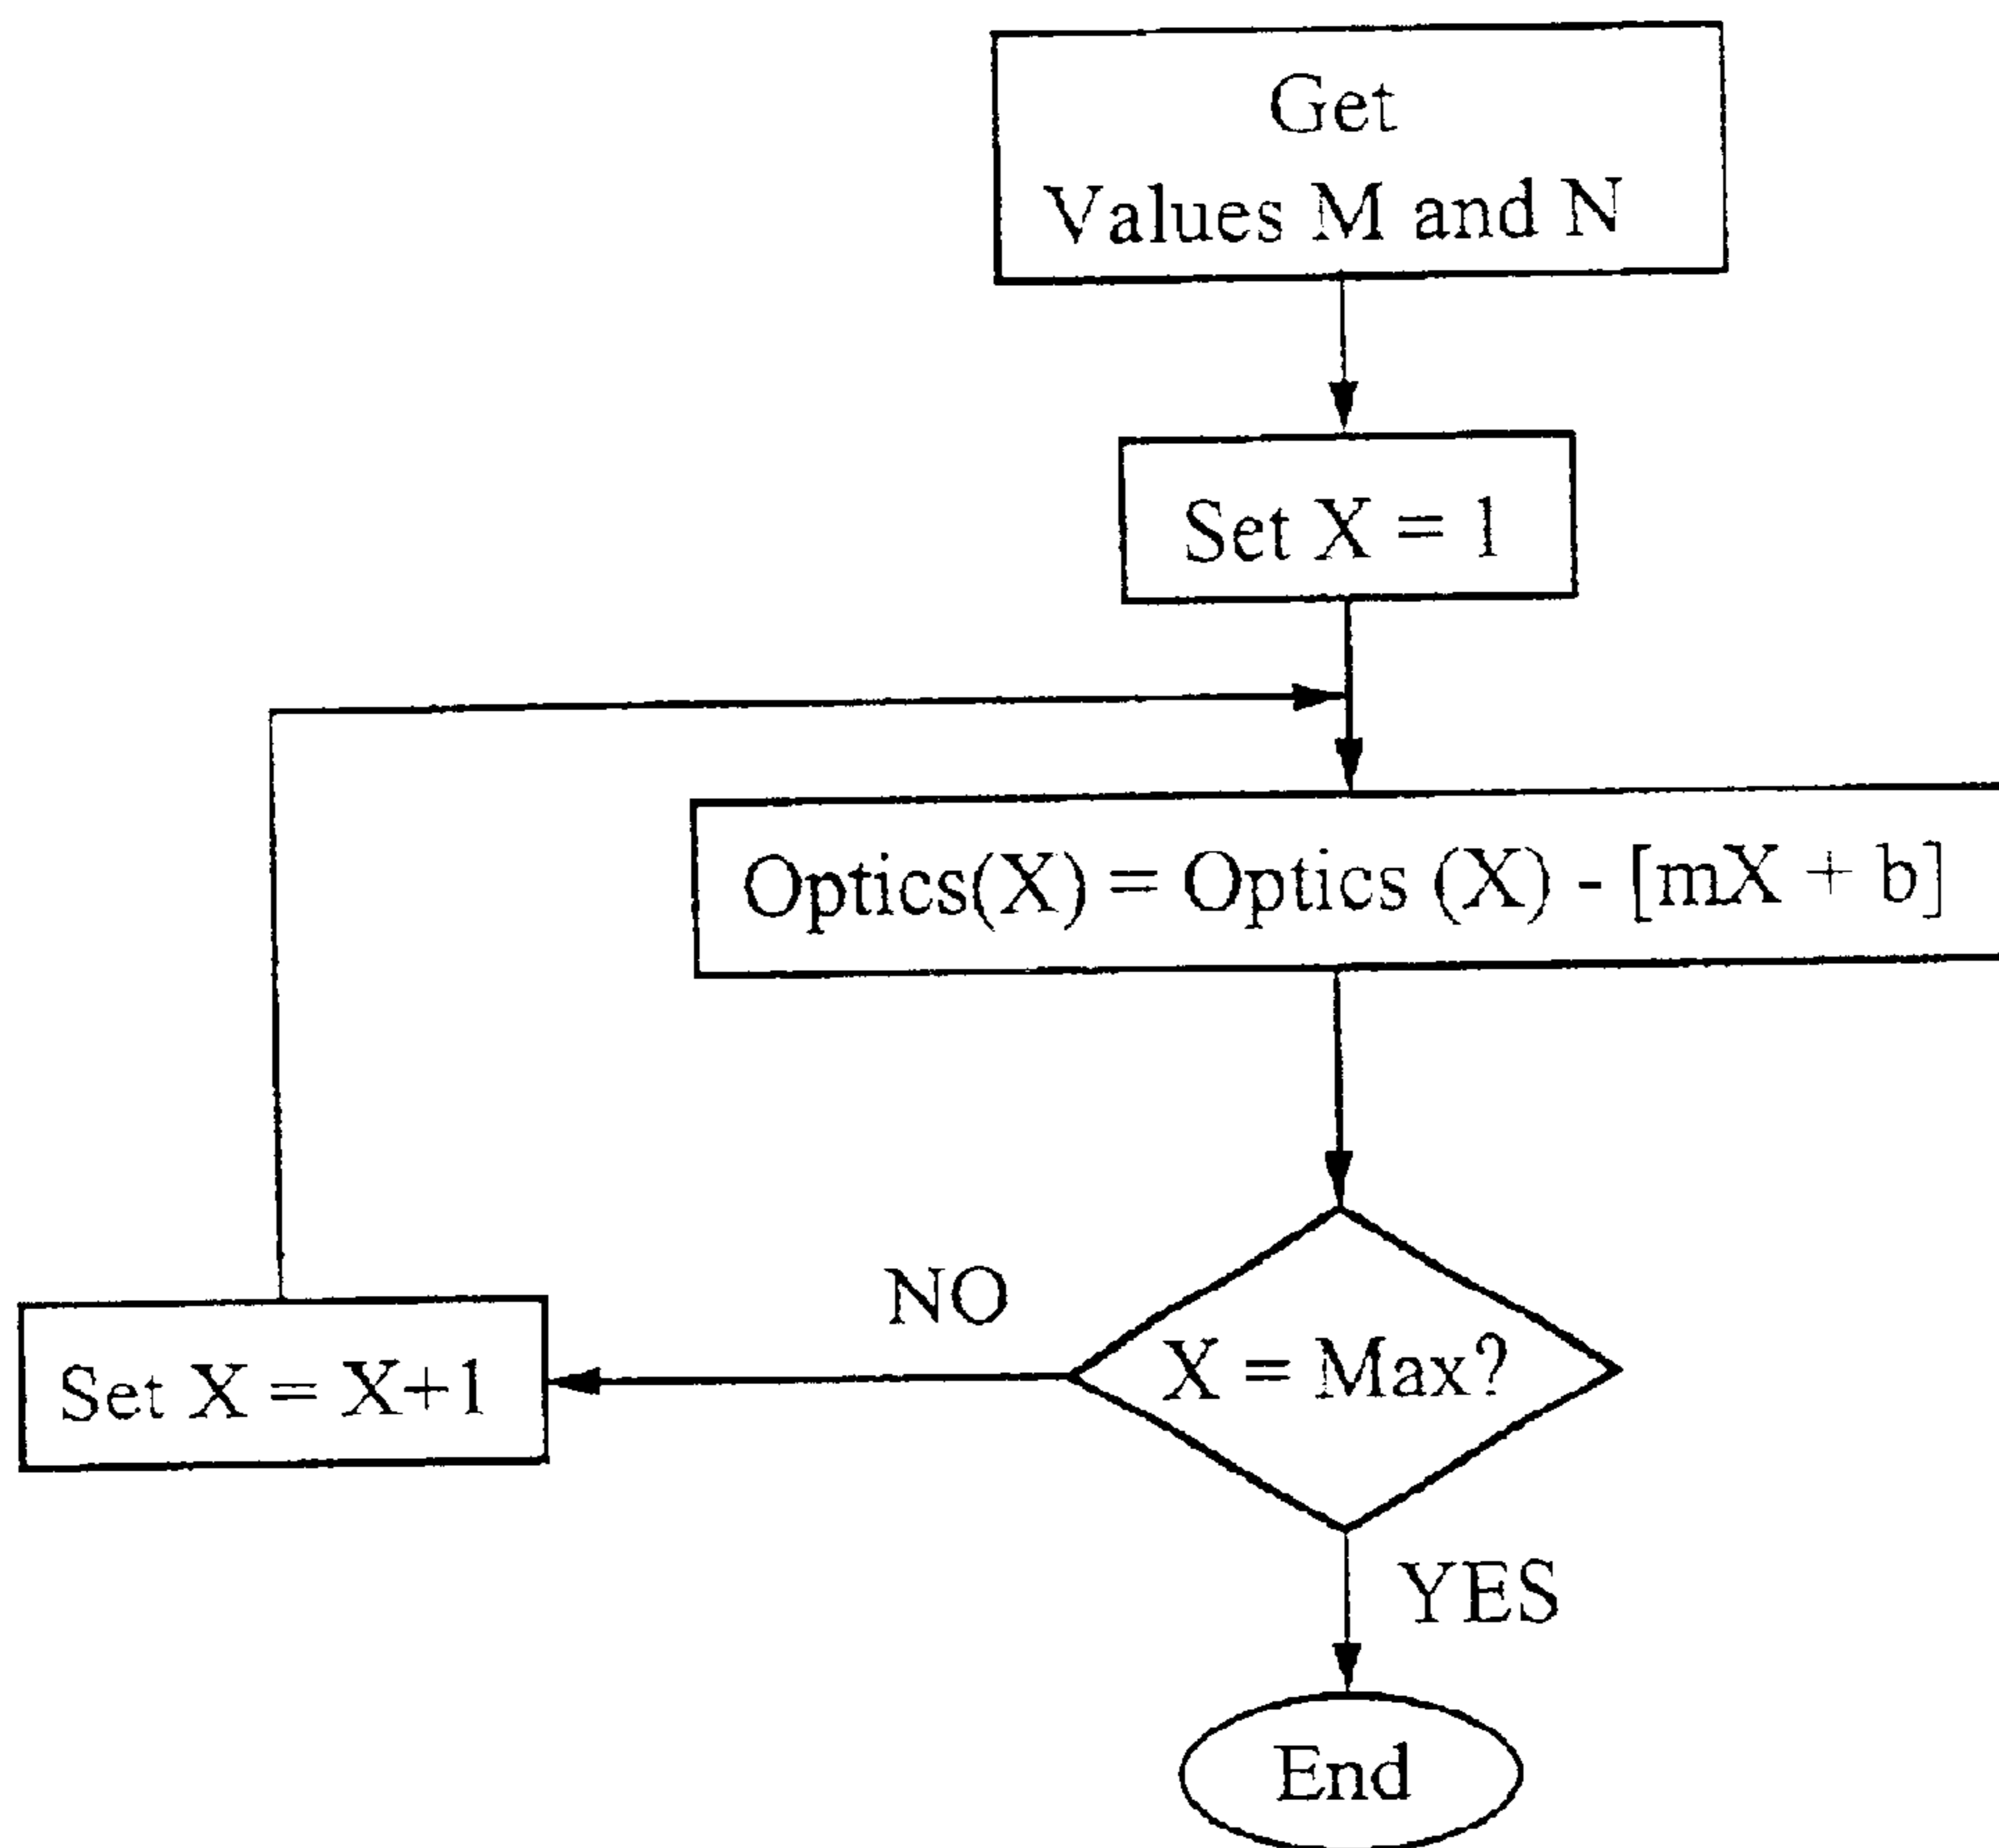 Get
Values M and N
Set X = 1
Optics(X) = Optics (X) - [mX + b]
NO
X = Max?
Set X = X+1
YES
End